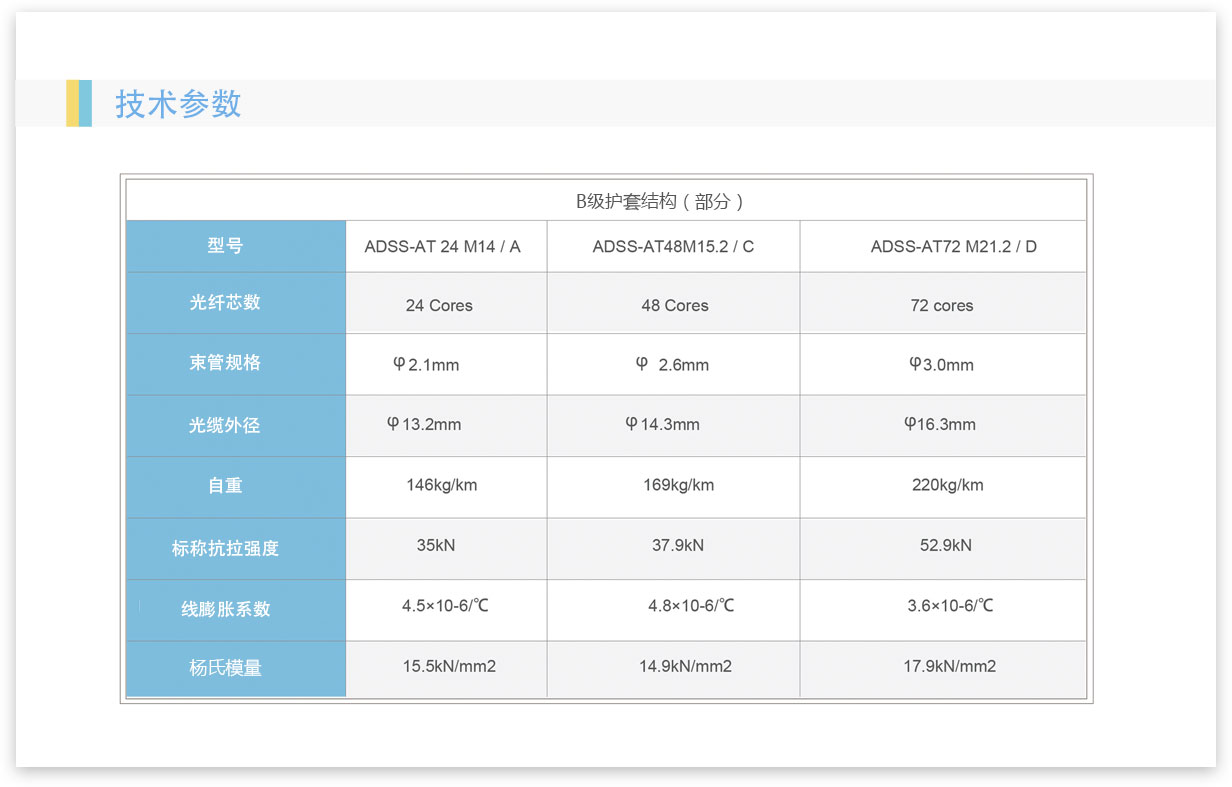 技术参数
B级护套结构（部分）
型号 ADSS-AT 24 M14 / A ADSS-AT48M15.2 / C ADSS-AT72 M21.2 / D
光纤芯数 24 Cores 48 Cores 72 cores
束管规格 φ2.1mm φ 2.6mm φ3.0mm
光缆外径 φ13.2mm φ14.3mm φ16.3mm
自重 146kg/km 169kg/km 220kg/km
标称抗拉强度 35kN 37.9kN 52.9kN
线膨胀系数 4.5×10-6/℃ 4.8×10-6/℃ 3.6×10-6/℃
杨氏模量 15.5kN/mm2 14.9kN/mm2 17.9kN/mm2